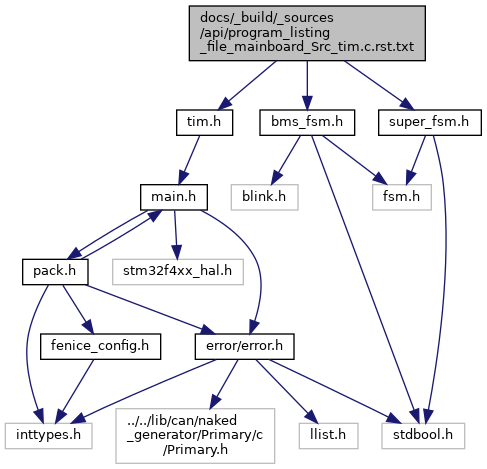 docs/_build/_sources
/api/program_listing
_file_mainboard_Src_tim.c.rst.txt
tim.h
bms_fsm.h
super_fsm.h
main.h
blink.h
fsm.h
pack.h
stm32f4xx_hal.h
fenice_config.h
error/error.h
inttypes.h
../../lib/can/naked
_generator/Primary/c
/Primary.h
llist.h
stdbool.h